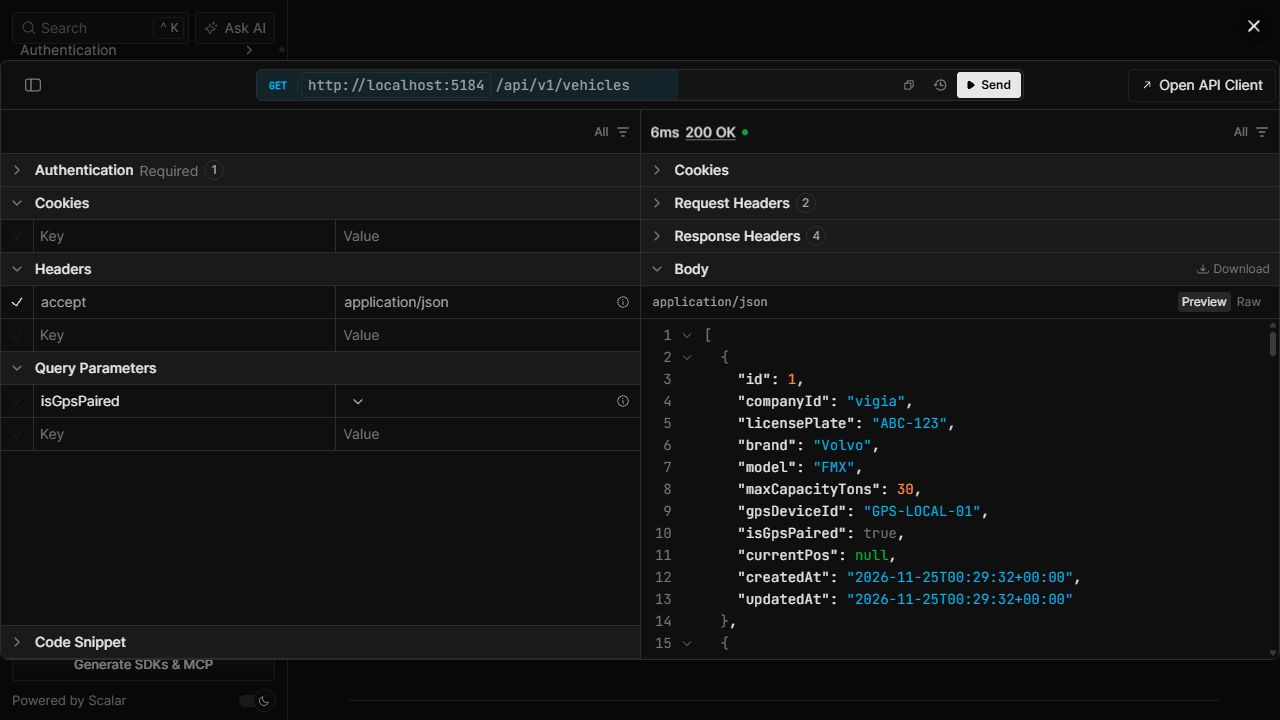 Search ^ K Ask AI
Authentication
GET http://localhost:5184 /api/v1/vehicles Send Open API Client
All 6ms 200 OK All
Authentication Required 1
Cookies
Key Value
Headers
accept application/json
Key Value
Query Parameters
isGpsPaired
Key Value
Code Snippet
Cookies
Request Headers 2
Response Headers 4
Body Download
application/json Preview Raw
1 [
2 {
3 "id": 1,
4 "companyId": "vigia",
5 "licensePlate": "ABC-123",
6 "brand": "Volvo",
7 "model": "FMX",
8 "maxCapacityTons": 30,
9 "gpsDeviceId": "GPS-LOCAL-01",
10 "isGpsPaired": true,
11 "currentPos": null,
12 "createdAt": "2026-11-25T00:29:32+00:00",
13 "updatedAt": "2026-11-25T00:29:32+00:00"
14 },
15 {
Generate SDKs & MCP
Powered by Scalar